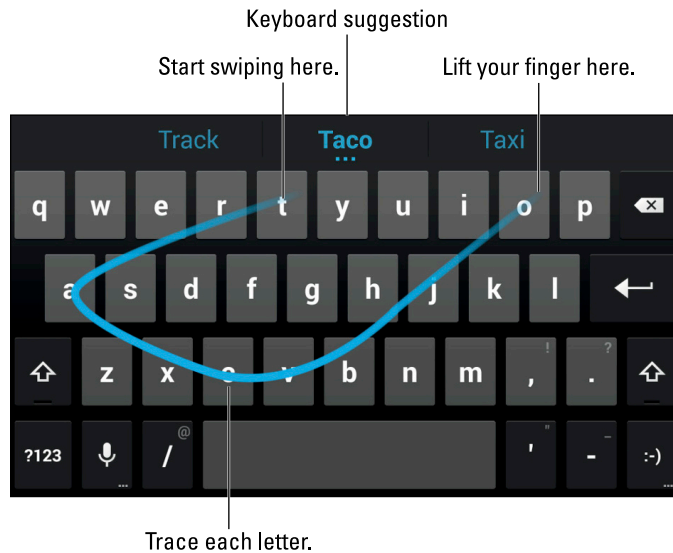 Keyboard suggestion
Start swiping here. Lift your finger here.
Track Taco Taxi
q w e r t y u i o p
a s d f g h j k l
! ?
z x c v b n m , .
@ " _
?123 / ' - :-)
Trace each letter.